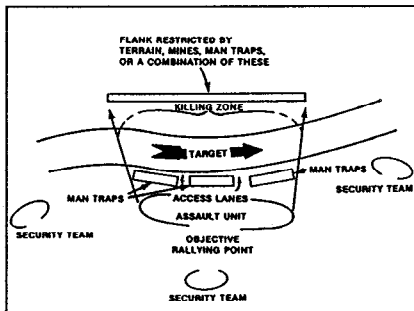 FLANK RESTRICTED BY
TERRAIN, MINES, MAN TRAPS,
OR A COMBINATION OF THESE
KILLING ZONE
TARGET
MAN TRAPS
SECURITY TEAM
MAN TRAPS
ACCESS LANES
ASSAULT UNIT
OBJECTIVE
RALLYING POINT
SECURITY TEAM
SECURITY TEAM